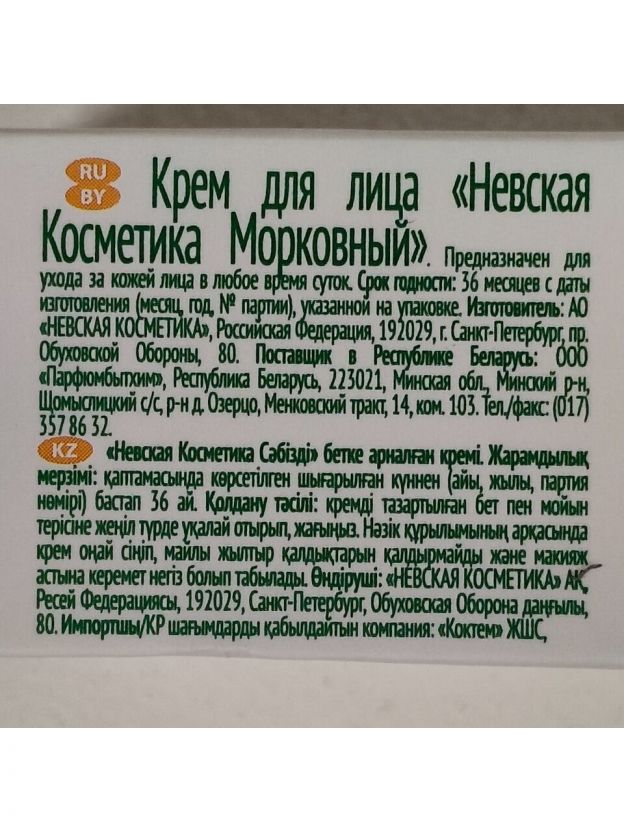 RU
BY
Крем для лица «Невская
Косметика Морковный». Предназначен для
ухода за кожей лица в любое время суток. Срок годности: 36 месяцев с даты
изготовления (месяц, год, № партии), указанной на упаковке. Изготовитель: АО
«НЕВСКАЯ КОСМЕТИКА», Российская Федерация, 192029, г. Санкт-Петербург, пр.
Обуховской Обороны, 80. Поставщик в Республике Беларусь: ООО
«Парфюмбытхим», Республика Беларусь, 223021, Минская обл., Минский р-н,
Щомыслицкий с/с, р-н д. Озерцо, Менковский тракт, 14, ком. 103. Тел./факс: (017)
357 86 32.
KZ «Невская Косметика Сәбізді» бетке арналған кремі. Жарамдылық
мерзімі: қаптамасында көрсетілген шығарылған күннен (айы, жылы, партия
нөмірі) бастап 36 ай. Қолдану тәсілі: кремді тазартылған бет пен мойын
терісіне жеңіл түрде уқалай отырып, жағыңыз. Нәзік құрылымының арқасында
крем оңай сіңіп, майлы жылтыр қалдықтарын қалдырмайды және макияж
астына керемет негіз болып табылады. Өндіруші: «НЕВСКАЯ КОСМЕТИКА» АҚ,
Ресей Федерациясы, 192029, Санкт-Петербург, Обуховская Оборона даңғылы,
80. Импортшы/КР шағымдарды қабылдайтын компания: «Коктем» ЖШС,